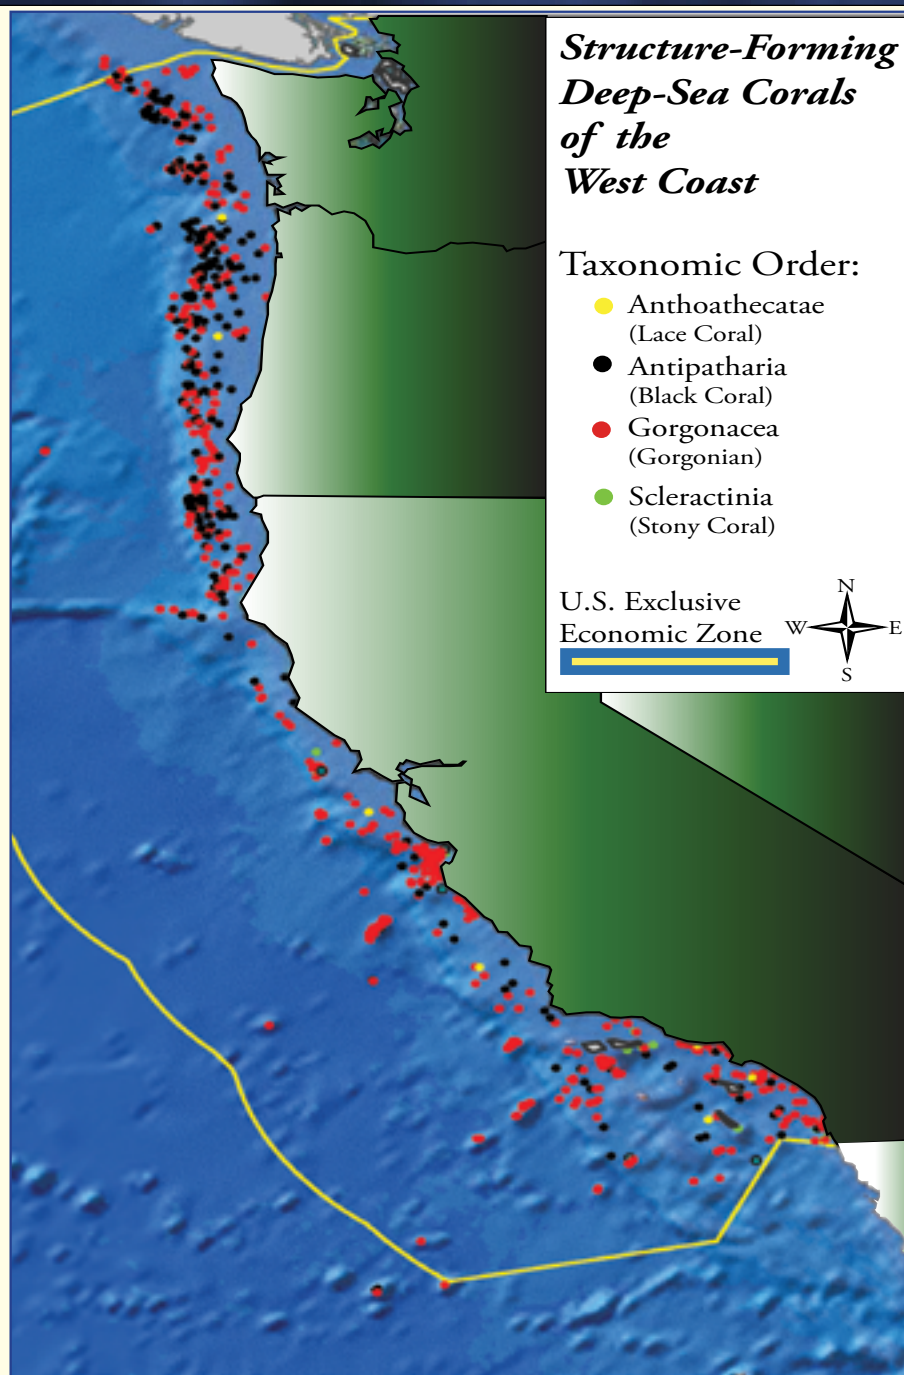 Structure-Forming
Deep-Sea Corals
of the
West Coast
Taxonomic Order:
Anthoathecatae
(Lace Coral)
Antipatharia
(Black Coral)
Gorgonacea
(Gorgonian)
Scleractinia
(Stony Coral)
U.S. Exclusive
Economic Zone
N
W E
S